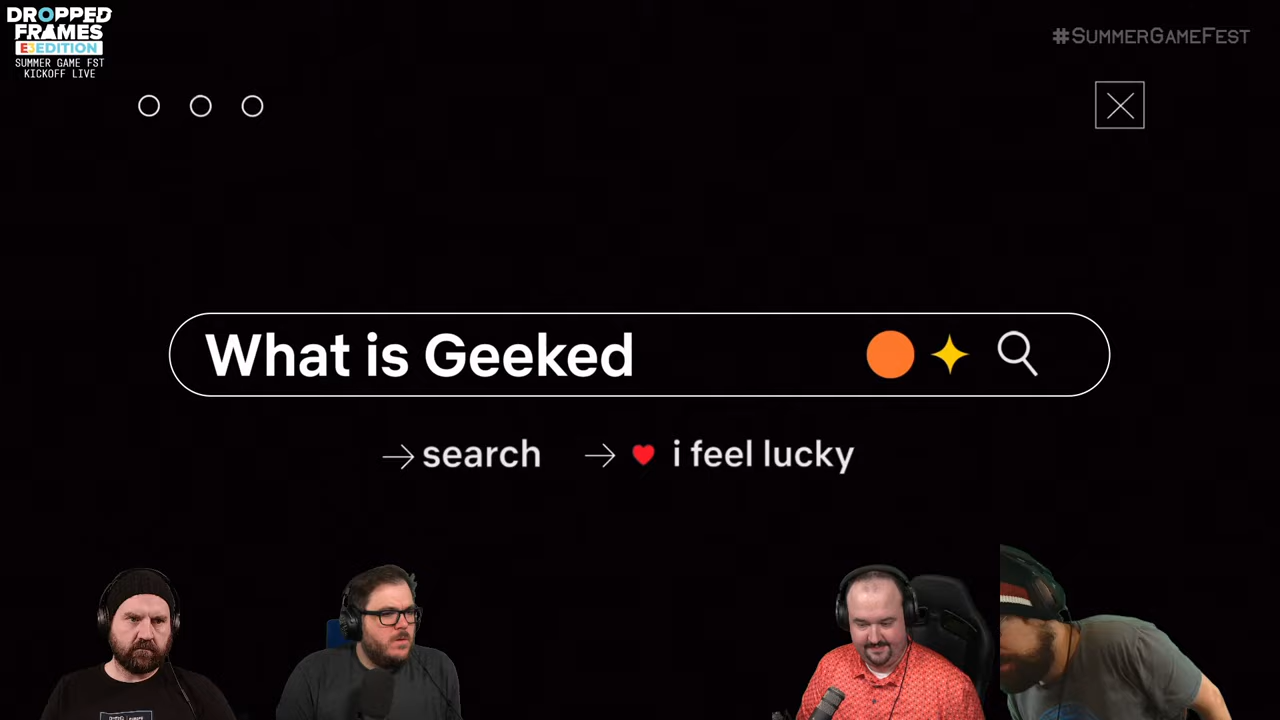 DROPPED
FRAMES
E3EDITION
SUMMER GAME FST
KICKOFF LIVE
#SUMMERGAMEFEST
What is Geeked
search
i feel lucky